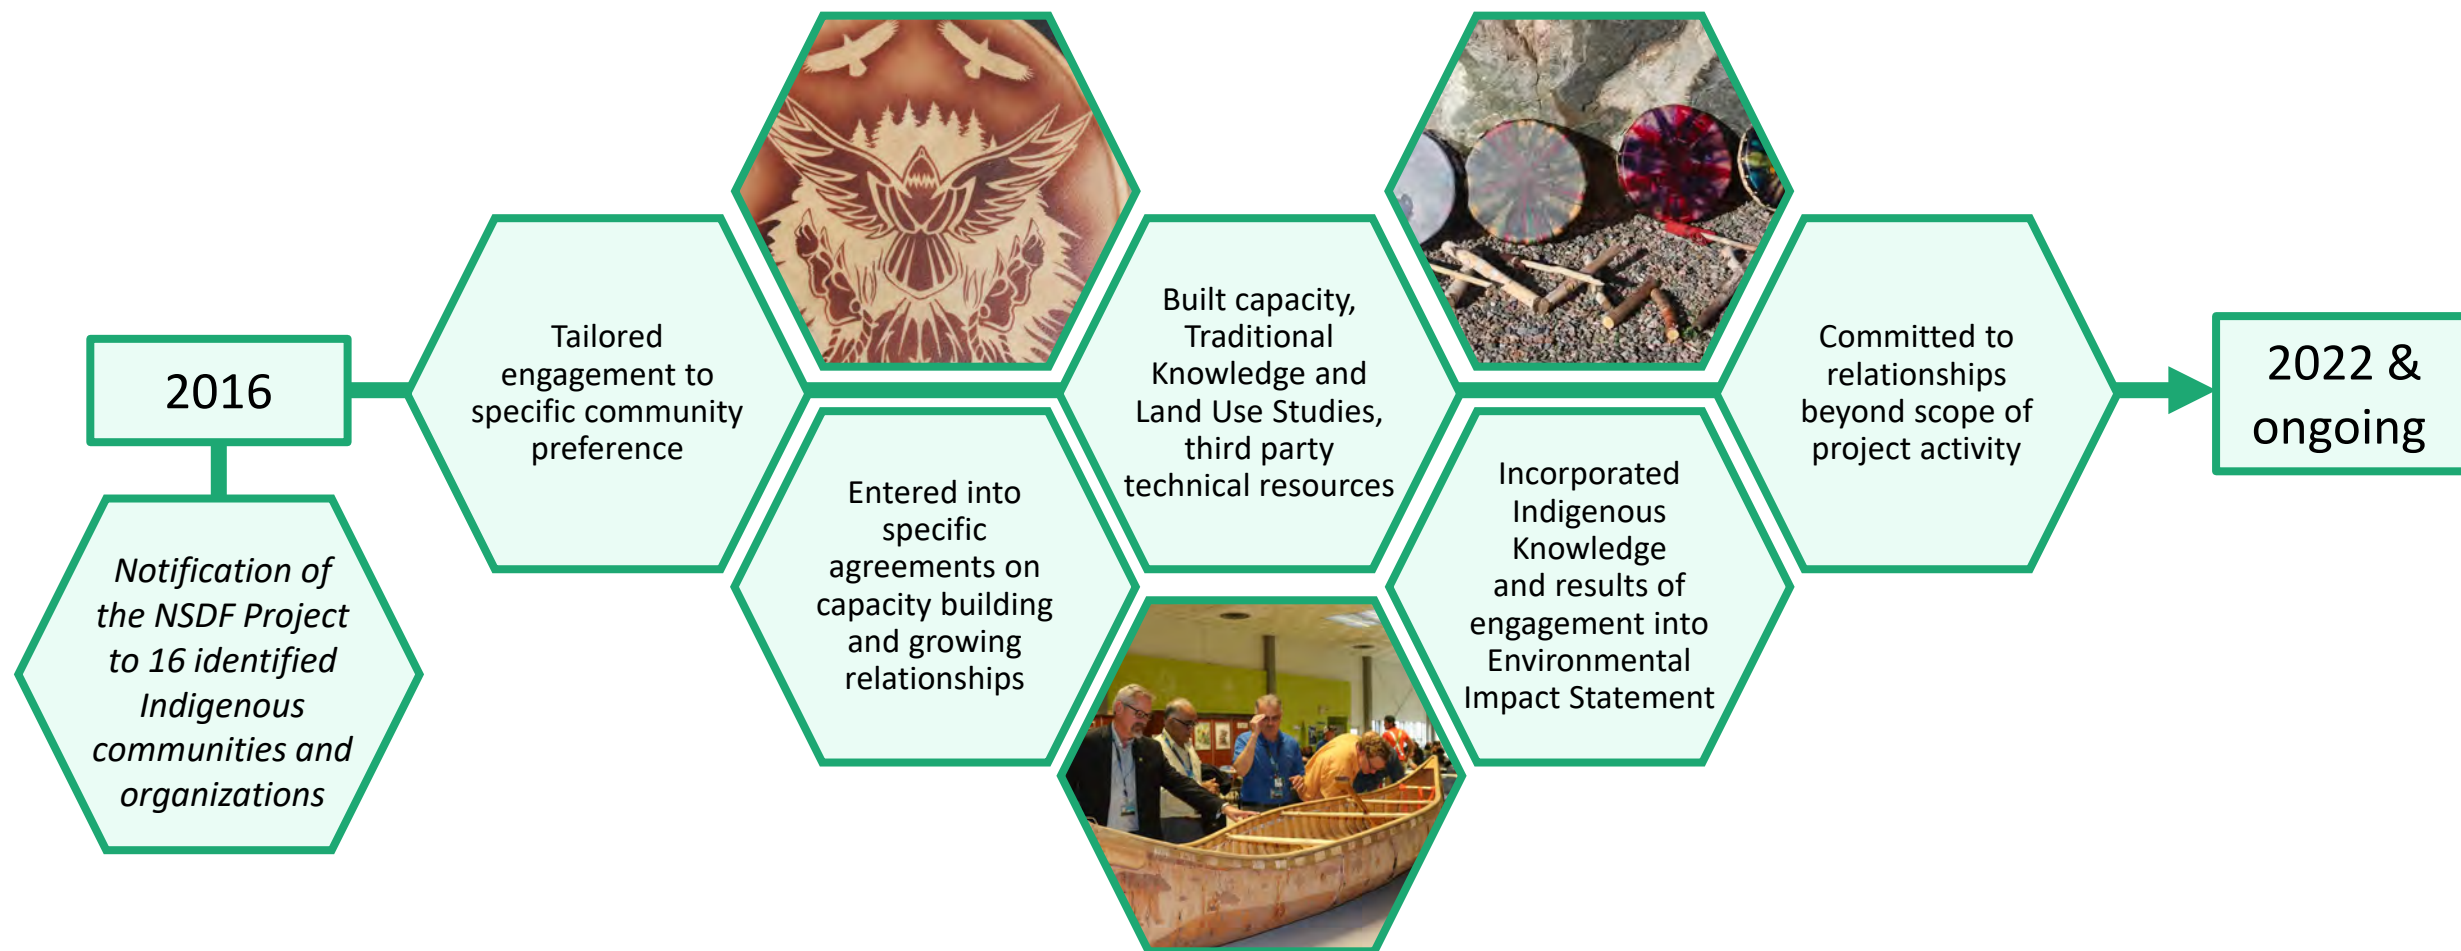 2016
Notification of
the NSDF Project
to 16 identified
Indigenous
communities and
organizations
Tailored
engagement to
specific community
preference
Entered into
specific
agreements on
capacity building
and growing
relationships
Built capacity,
Traditional
Knowledge and
Land Use Studies,
third party
technical resources
Incorporated
Indigenous
Knowledge
and results of
engagement into
Environmental
Impact Statement
Committed to
relationships
beyond scope of
project activity
2022 &
ongoing